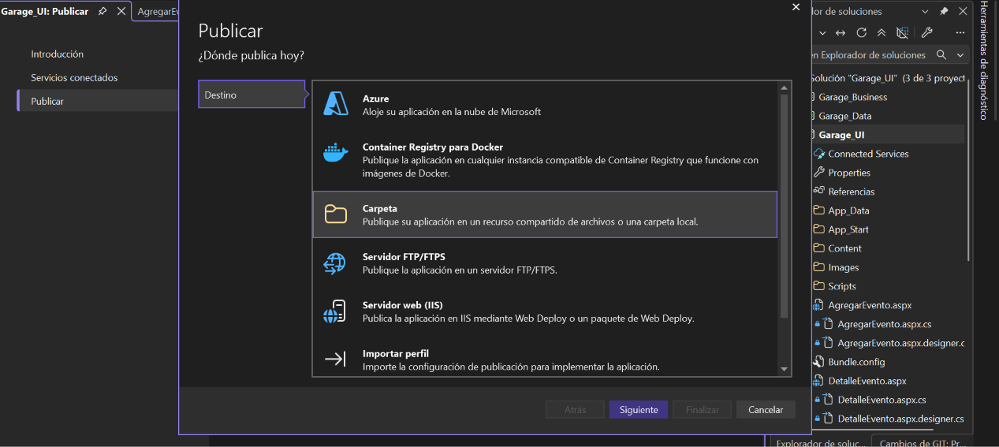 Garage_UI: Publicar
AgregarEv
Introducción
Servicios conectados
Publicar
Publicar
¿Dónde publica hoy?
Destino
Azure
Aloje su aplicación en la nube de Microsoft
Container Registry para Docker
Publique la aplicación en cualquier instancia compatible de Container Registry que funcione con
imágenes de Docker.
Carpeta
Publique su aplicación en un recurso compartido de archivos o una carpeta local.
Servidor FTP/FTPS
Publique la aplicación en un servidor FTP/FTPS.
Servidor web (IIS)
Publica la aplicación en IIS mediante Web Deploy o un paquete de Web Deploy.
Importar perfil
Importe la configuración de publicación para implementar la aplicación.
Atrás
Siguiente
Finalizar
Cancelar
dor de soluciones
en Explorador de soluciones
Solución "Garage_UI" (3 de 3 proyect
Garage_Business
Garage_Data
Garage_UI
Connected Services
Properties
Referencias
App_Data
App_Start
Content
Images
Scripts
AgregarEvento.aspx
AgregarEvento.aspx.cs
AgregarEvento.aspx.designer.c
Bundle.config
DetalleEvento.aspx
DetalleEvento.aspx.cs
DetalleEvento.aspx.designer.cs
Explorador de soluc...
Cambios de GIT: Pr...
Herramientas de diagnóstico